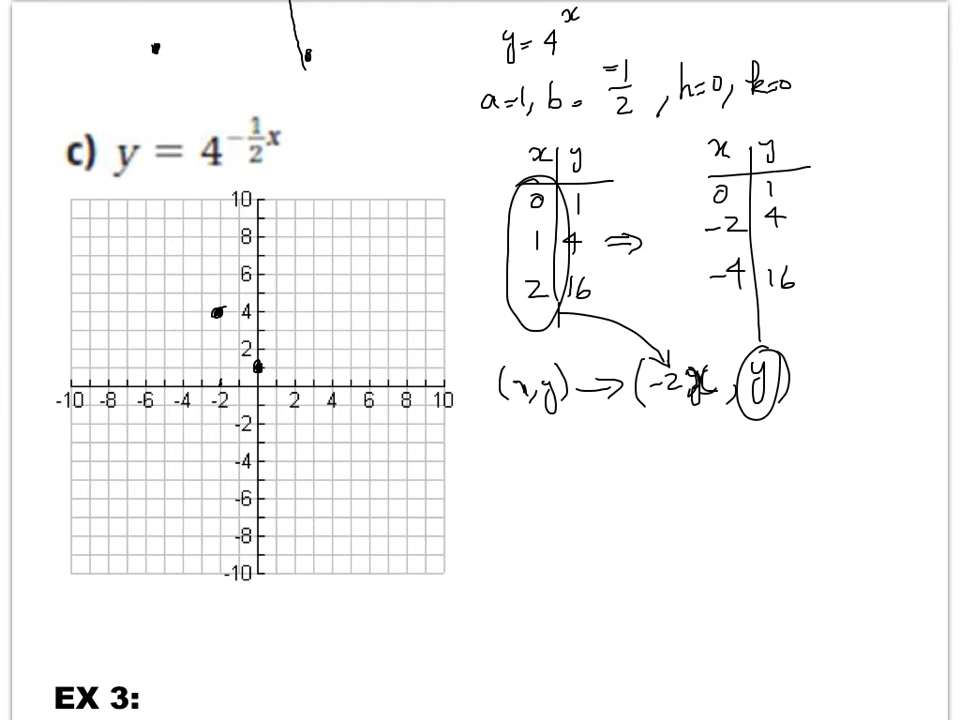 y = 4^x
a=1, b = -1/2, h=0, k=0
c) y = 4^{-1/2 x}
x | y
0 | 1
1 | 4
2 | 16
⇒
x | y
0 | 1
-2 | 4
-4 | 16
(x,y) → (-2x, y)
10
8
6
4
2
-10 -8 -6 -4 -2 2 4 6 8 10
-2
-4
-6
-8
-10
EX 3: